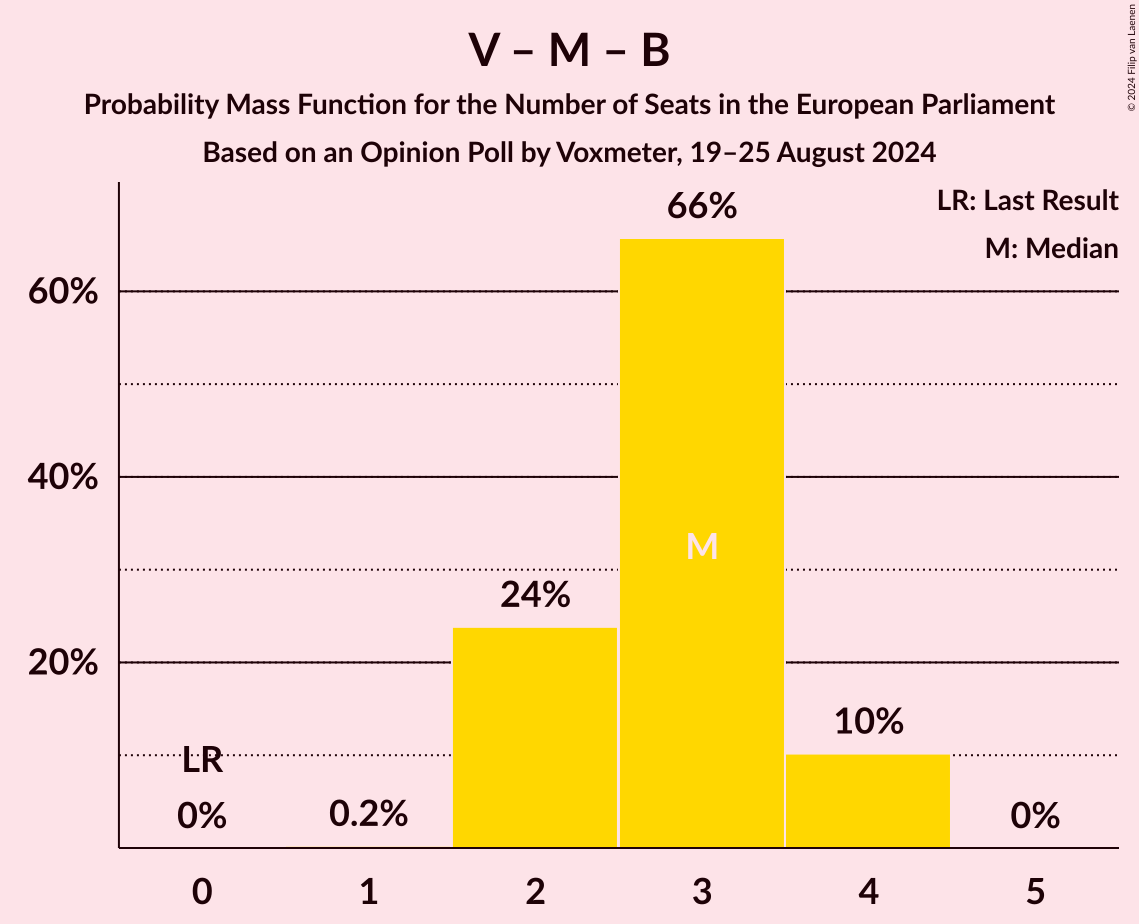 V – M – B
Probability Mass Function for the Number of Seats in the European Parliament
Based on an Opinion Poll by Voxmeter, 19–25 August 2024
© 2024 Filip van Laenen
LR: Last Result
M: Median
66%
60%
40%
M
24%
20%
10%
LR
0%
0.2%
0%
0 1 2 3 4 5